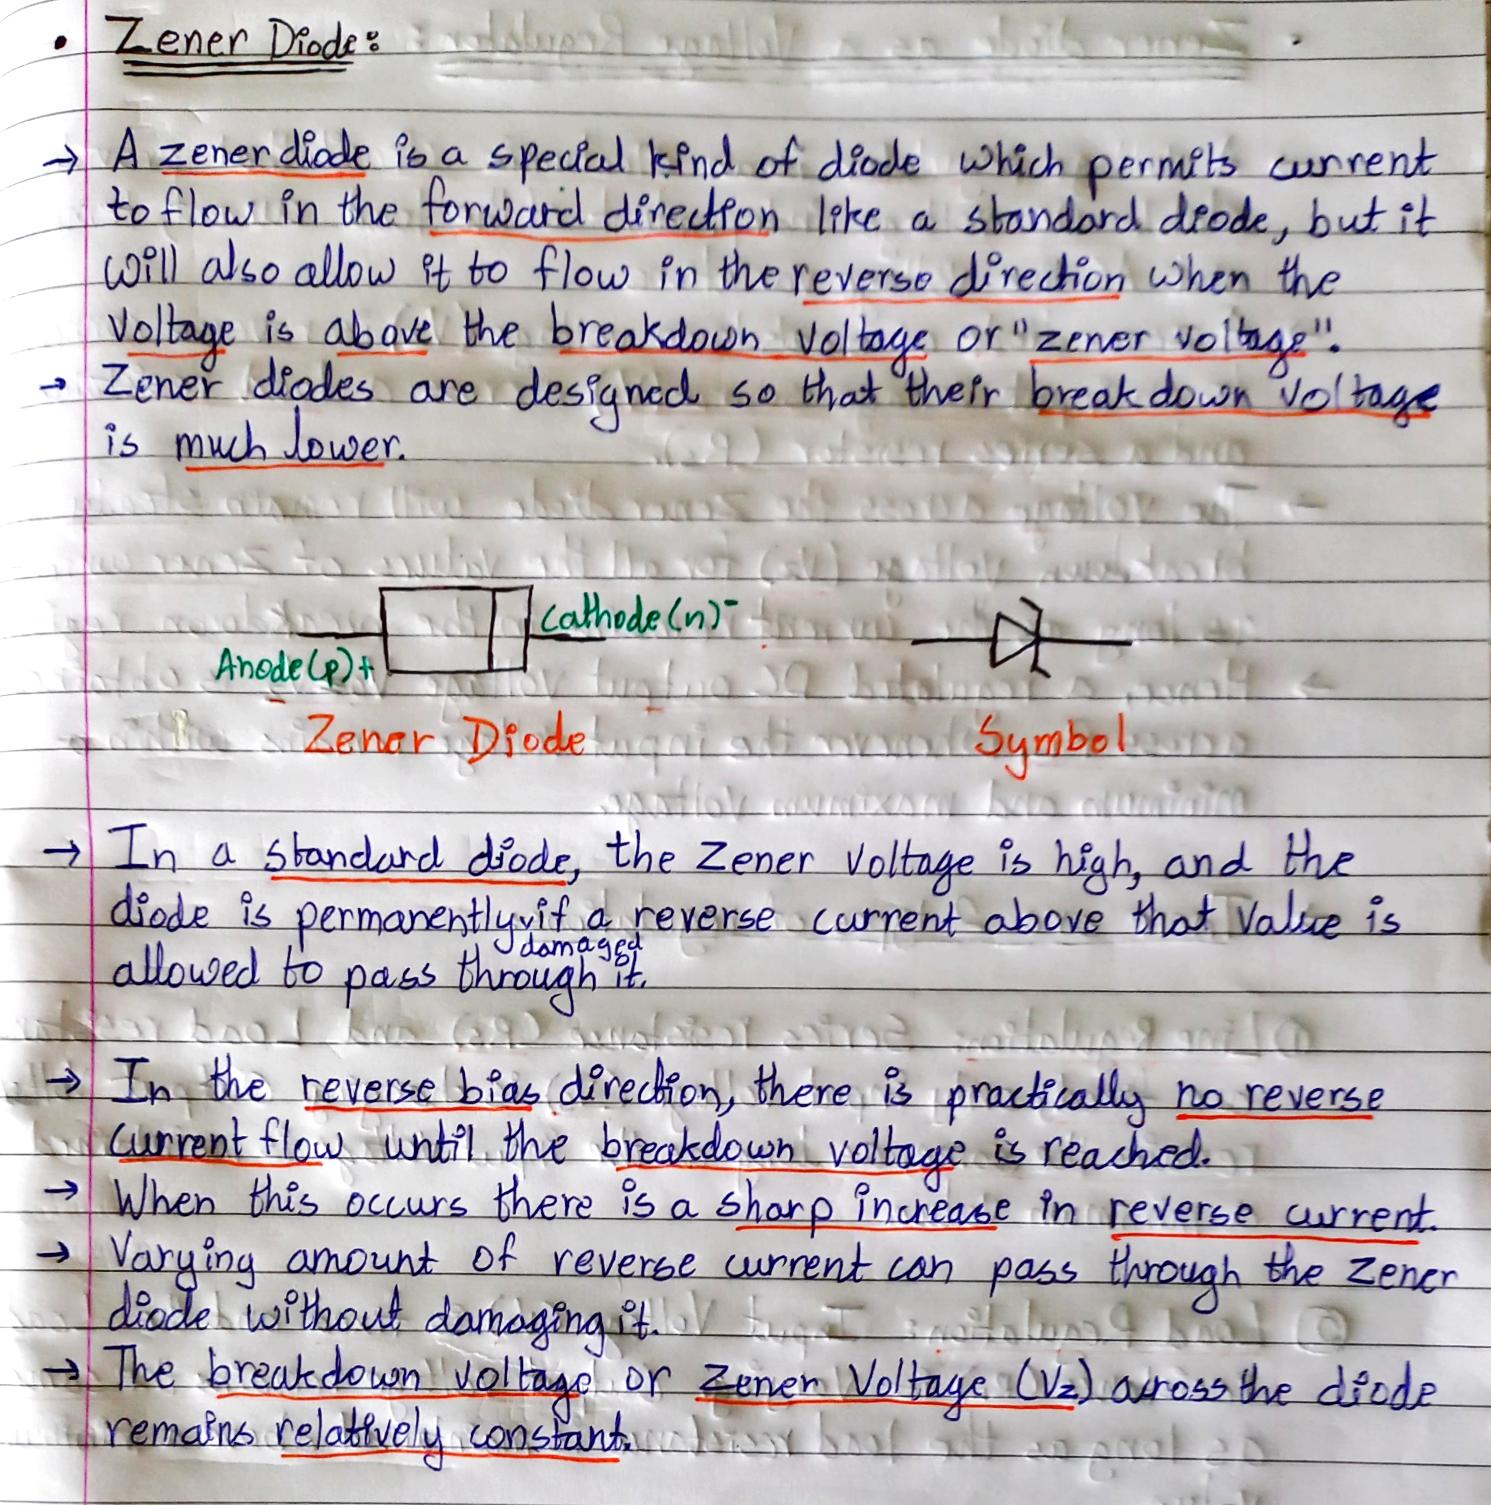 • Zener Diode:
→ A zener diode is a special kind of diode which permits current
to flow in the forward direction like a standard diode, but it
will also allow it to flow in the reverse direction when the
voltage is above the breakdown voltage or "zener voltage".
→ Zener diodes are designed so that their breakdown voltage
is much lower.
Cathode(n)-
Anode(p)+
Zener Diode
Symbol
→ In a standard diode, the Zener voltage is high, and the
diode is permanently if a reverse current above that value is
damaged
allowed to pass through it.
→ In the reverse bias direction, there is practically no reverse
current flow until the breakdown voltage is reached.
→ When this occurs there is a sharp increase in reverse current.
→ Varying amount of reverse current can pass through the zener
diode without damaging it.
→ The breakdown voltage or Zener Voltage (Vz) across the diode
remains relatively constant.